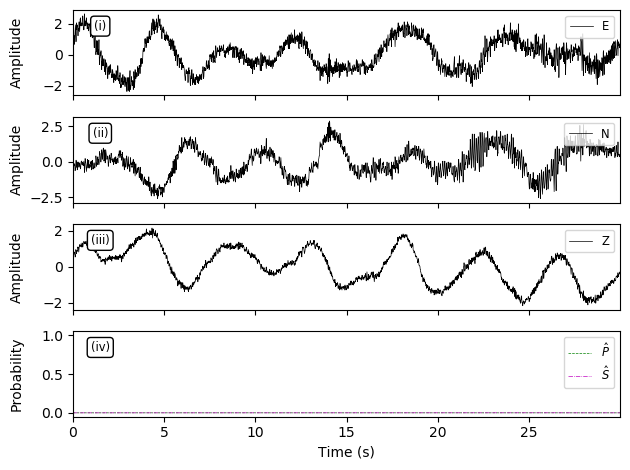 Amplitude
2
0
−2
(i)
E
Amplitude
2.5
0.0
−2.5
(ii)
N
Amplitude
2
0
−2
(iii)
Z
Probability
1.0
0.5
0.0
(iv)
P̂
Ŝ
0 5 10 15 20 25
Time (s)